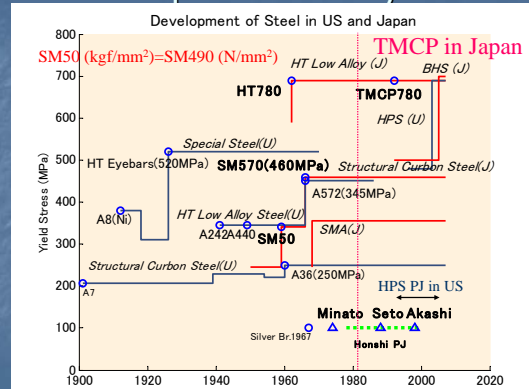 Development of Steel in US and Japan
SM50 (kgf/mm²)=SM490 (N/mm²)
TMCP in Japan
HT Low Alloy (J)
BHS (J)
HT780
TMCP780
HPS (U)
Special Steel(U)
HT Eyebars(520MPa)
SM570(460MPa)
Structural Carbon Steel(J)
A572(345MPa)
A8(Ni)
HT Low Alloy Steel(U)
A242
A440
SM50
SMA(J)
Structural Curbon Steel(U)
A36(250MPa)
A7
HPS PJ in US
Minato
Seto
Akashi
Silver Br.1967
Honshi PJ
Yield Stress (MPa)
800
700
600
500
400
300
200
100
0
1900
1920
1940
1960
1980
2000
2020